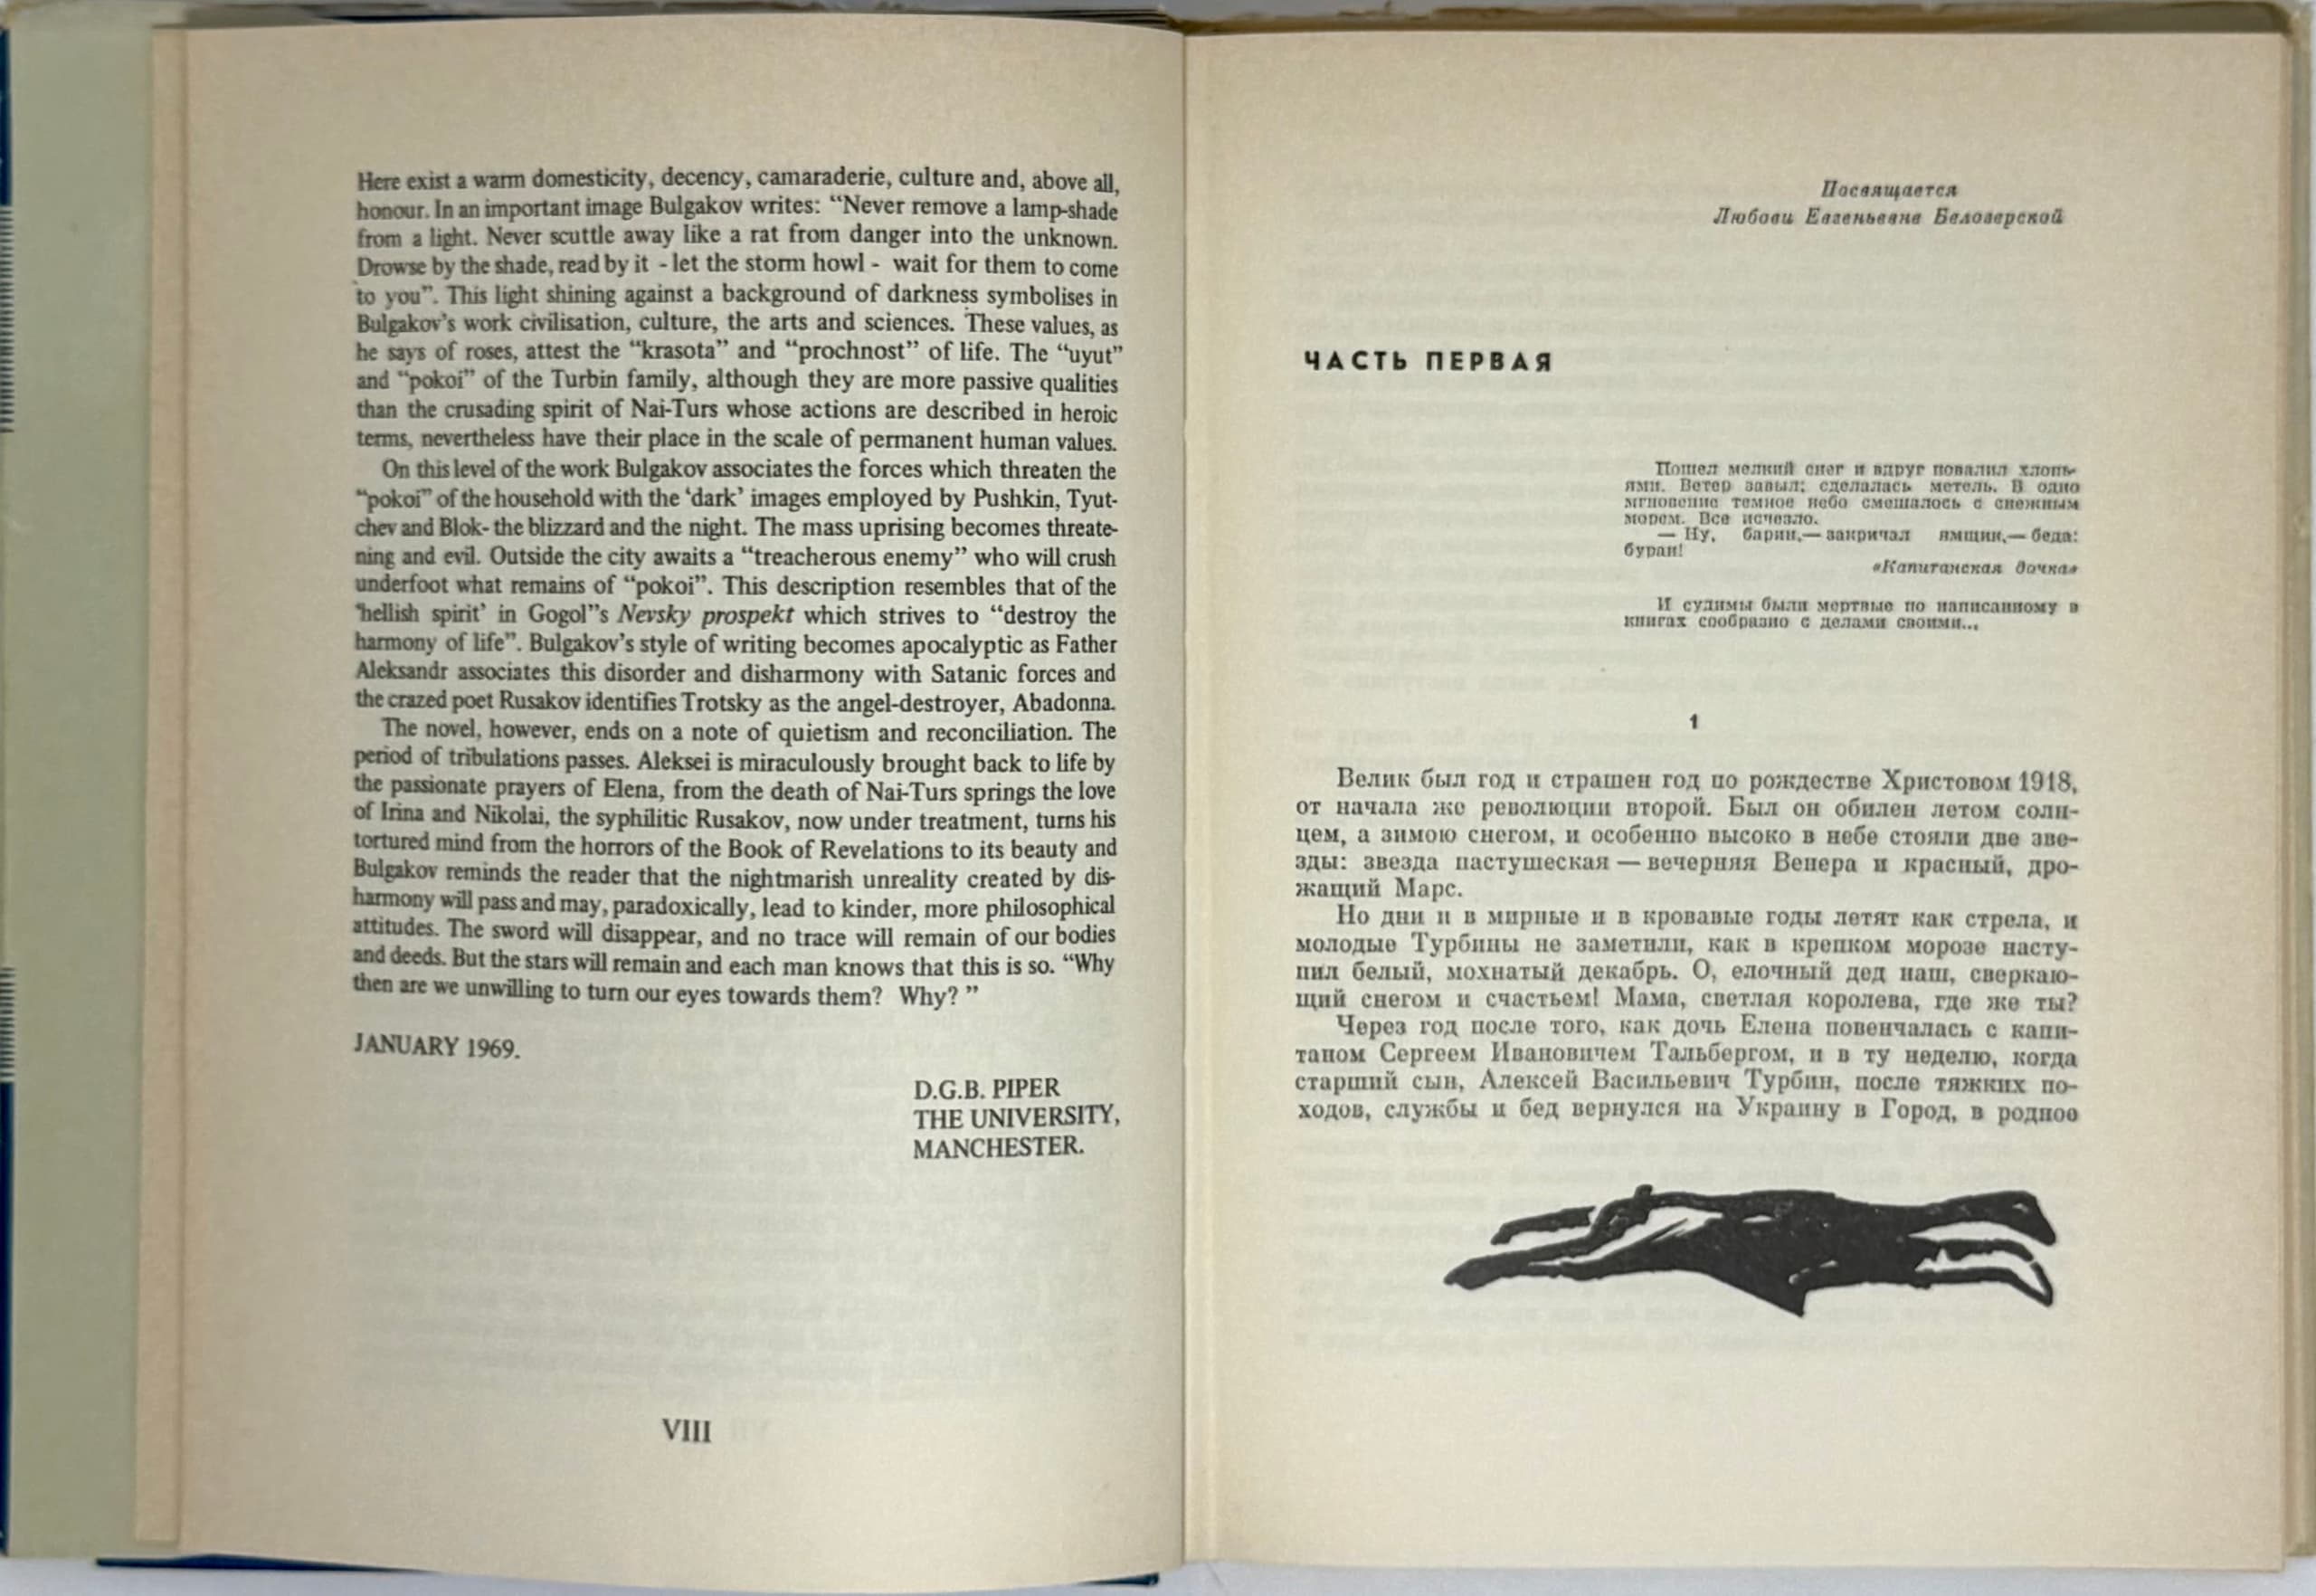 Here exist a warm domesticity, decency, camaraderie, culture and, above all,
honour. In an important image Bulgakov writes: “Never remove a lamp-shade
from a light. Never scuttle away like a rat from danger into the unknown.
Drowse by the shade, read by it - let the storm howl - wait for them to come
to you”. This light shining against a background of darkness symbolises in
Bulgakov's work civilisation, culture, the arts and sciences. These values, as
he says of roses, attest the “krasota” and “prochnost” of life. The “uyut”
and “pokoi” of the Turbin family, although they are more passive qualities
than the crusading spirit of Nai-Turs whose actions are described in heroic
terms, nevertheless have their place in the scale of permanent human values.
On this level of the work Bulgakov associates the forces which threaten the
“pokoi” of the household with the ‘dark’ images employed by Pushkin, Tyut-
chev and Blok- the blizzard and the night. The mass uprising becomes threate-
ning and evil. Outside the city awaits a “treacherous enemy” who will crush
underfoot what remains of “pokoi”. This description resembles that of the
‘hellish spirit’ in Gogol”s Nevsky prospekt which strives to “destroy the
harmony of life”. Bulgakov's style of writing becomes apocalyptic as Father
Aleksandr associates this disorder and disharmony with Satanic forces and
the crazed poet Rusakov identifies Trotsky as the angel-destroyer, Abadonna.
The novel, however, ends on a note of quietism and reconciliation. The
period of tribulations passes. Aleksei is miraculously brought back to life by
the passionate prayers of Elena, from the death of Nai-Turs springs the love
of Irina and Nikolai, the syphilitic Rusakov, now under treatment, turns his
tortured mind from the horrors of the Book of Revelations to its beauty and
Bulgakov reminds the reader that the nightmarish unreality created by dis-
harmony will pass and may, paradoxically, lead to kinder, more philosophical
attitudes. The sword will disappear, and no trace will remain of our bodies
and deeds. But the stars will remain and each man knows that this is so. “Why
then are we unwilling to turn our eyes towards them? Why? ”
JANUARY 1969.
D.G.B. PIPER
THE UNIVERSITY,
MANCHESTER.
VIII
Посвящается
Любови Евгеньевне Белозерской
ЧАСТЬ ПЕРВАЯ
Пошел мелкий снег и вдруг повалил хлопь-
ями. Ветер завыл; сделалась метель. В одно
мгновение темное небо смешалось с снежным
морем. Все исчезло.
— Ну, барин,— закричал ямщик,— беда:
буран!
«Капитанская дочка»
И судимы были мертвые по написанному в
книгах сообразно с делами своими...
1
Велик был год и страшен год по рождестве Христовом 1918,
от начала же революции второй. Был он обилен летом солн-
цем, а зимою снегом, и особенно высоко в небе стояли две зве-
зды: звезда пастушеская — вечерняя Венера и красный, дро-
жащий Марс.
Но дни и в мирные и в кровавые годы летят как стрела, и
молодые Турбины не заметили, как в крепком морозе насту-
пил белый, мохнатый декабрь. О, елочный дед наш, сверкаю-
щий снегом и счастьем! Мама, светлая королева, где же ты?
Через год после того, как дочь Елена повенчалась с капи-
таном Сергеем Ивановичем Тальбергом, и в ту неделю, когда
старший сын, Алексей Васильевич Турбин, после тяжких по-
ходов, службы и бед вернулся на Украину в Город, в родное